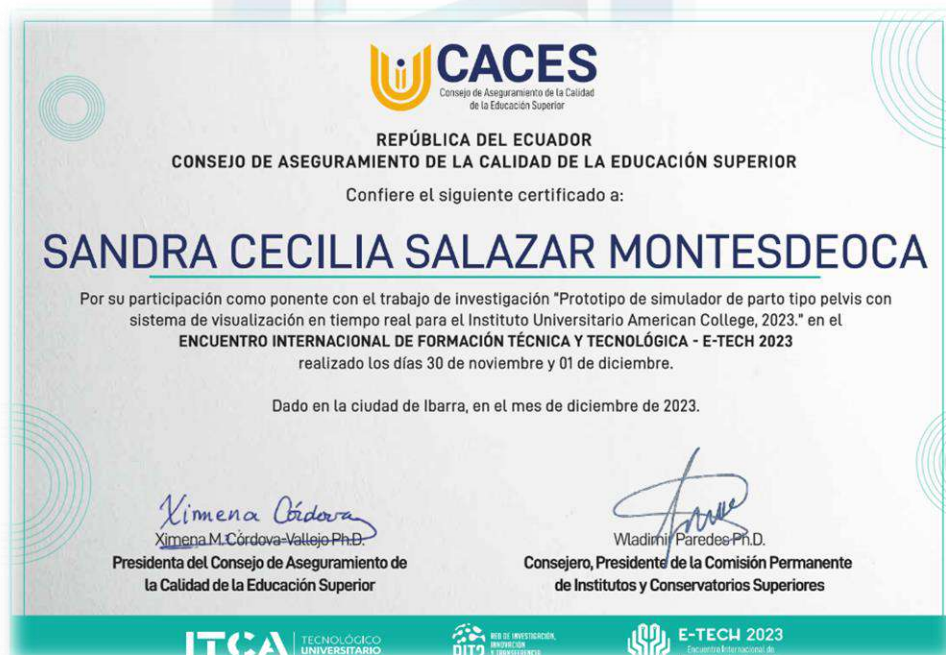 CACES
Consejo de Aseguramiento de la Calidad
de la Educación Superior
REPÚBLICA DEL ECUADOR
CONSEJO DE ASEGURAMIENTO DE LA CALIDAD DE LA EDUCACIÓN SUPERIOR
Confiere el siguiente certificado a:
SANDRA CECILIA SALAZAR MONTESDEOCA
Por su participación como ponente con el trabajo de investigación "Prototipo de simulador de parto tipo pelvis con
sistema de visualización en tiempo real para el Instituto Universitario American College, 2023." en el
ENCUENTRO INTERNACIONAL DE FORMACIÓN TÉCNICA Y TECNOLÓGICA - E-TECH 2023
realizado los días 30 de noviembre y 01 de diciembre.
Dado en la ciudad de Ibarra, en el mes de diciembre de 2023.
Ximena Córdova
Ximena M. Córdova-Vallejo Ph.D.
Presidenta del Consejo de Aseguramiento de
la Calidad de la Educación Superior
Wladimir Paredes Ph.D.
Consejero, Presidente de la Comisión Permanente
de Institutos y Conservatorios Superiores
ITCA
TECNOLÓGICO
UNIVERSITARIO
RED DE INVESTIGACIÓN,
INNOVACIÓN
Y TRANSFERENCIA
E-TECH 2023
Encuentro Internacional de